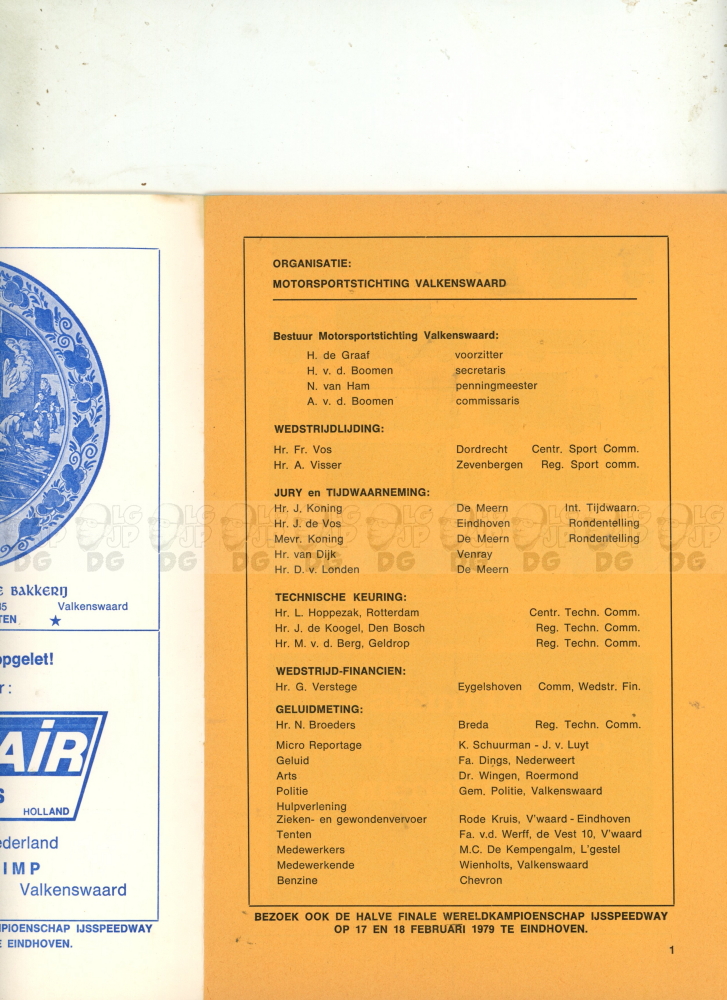 E BAKKERIJ
Valkenswaard
TEN ★
opgelet!
AIR
S
HOLLAND
ederland
IMP
Valkenswaard
IPIOENSCHAP IJSSPEEDWAY
E EINDHOVEN.
ORGANISATIE:
MOTORSPORTSTICHTING VALKENSWAARD
Bestuur Motorsportstichting Valkenswaard:
H. de Graaf voorzitter
H. v. d. Boomen secretaris
N. van Ham penningmeester
A. v. d. Boomen commissaris
WEDSTRIJDLIJDING:
Hr. Fr. Vos Dordrecht Centr. Sport Comm.
Hr. A. Visser Zevenbergen Reg. Sport comm.
JURY en TIJDWAARNEMING:
Hr. J, Koning De Meern Int. Tijdwaarn.
Hr. J. de Vos Eindhoven Rondentelling
Mevr. Koning De Meern Rondentelling
Hr. van Dijk Venray
Hr. D. v. Londen De Meern
TECHNISCHE KEURING:
Hr. L. Hoppezak, Rotterdam Centr. Techn. Comm.
Hr. J. de Koogel, Den Bosch Reg. Techn. Comm.
Hr. M. v. d. Berg, Geldrop Reg. Techn. Comm.
WEDSTRIJD-FINANCIEN:
Hr. G. Verstege Eygelshoven Comm, Wedstr. Fin.
GELUIDMETING:
Hr. N. Broeders Breda Reg. Techn. Comm.
Micro Reportage K. Schuurman - J. v. Luyt
Geluid Fa. Dings, Nederweert
Arts Dr. Wingen, Roermond
Politie Gem. Politie, Valkenswaard
Hulpverlening
Zieken- en gewondenvervoer Rode Kruis, V'waard - Eindhoven
Tenten Fa. v.d. Werff, de Vest 10, V'waard
Medewerkers M.C. De Kempengalm, L'gestel
Medewerkende Wienholts, Valkenswaard
Benzine Chevron
BEZOEK OOK DE HALVE FINALE WERELDKAMPIOENSCHAP IJSSPEEDWAY
OP 17 EN 18 FEBRUARI 1979 TE EINDHOVEN.
1